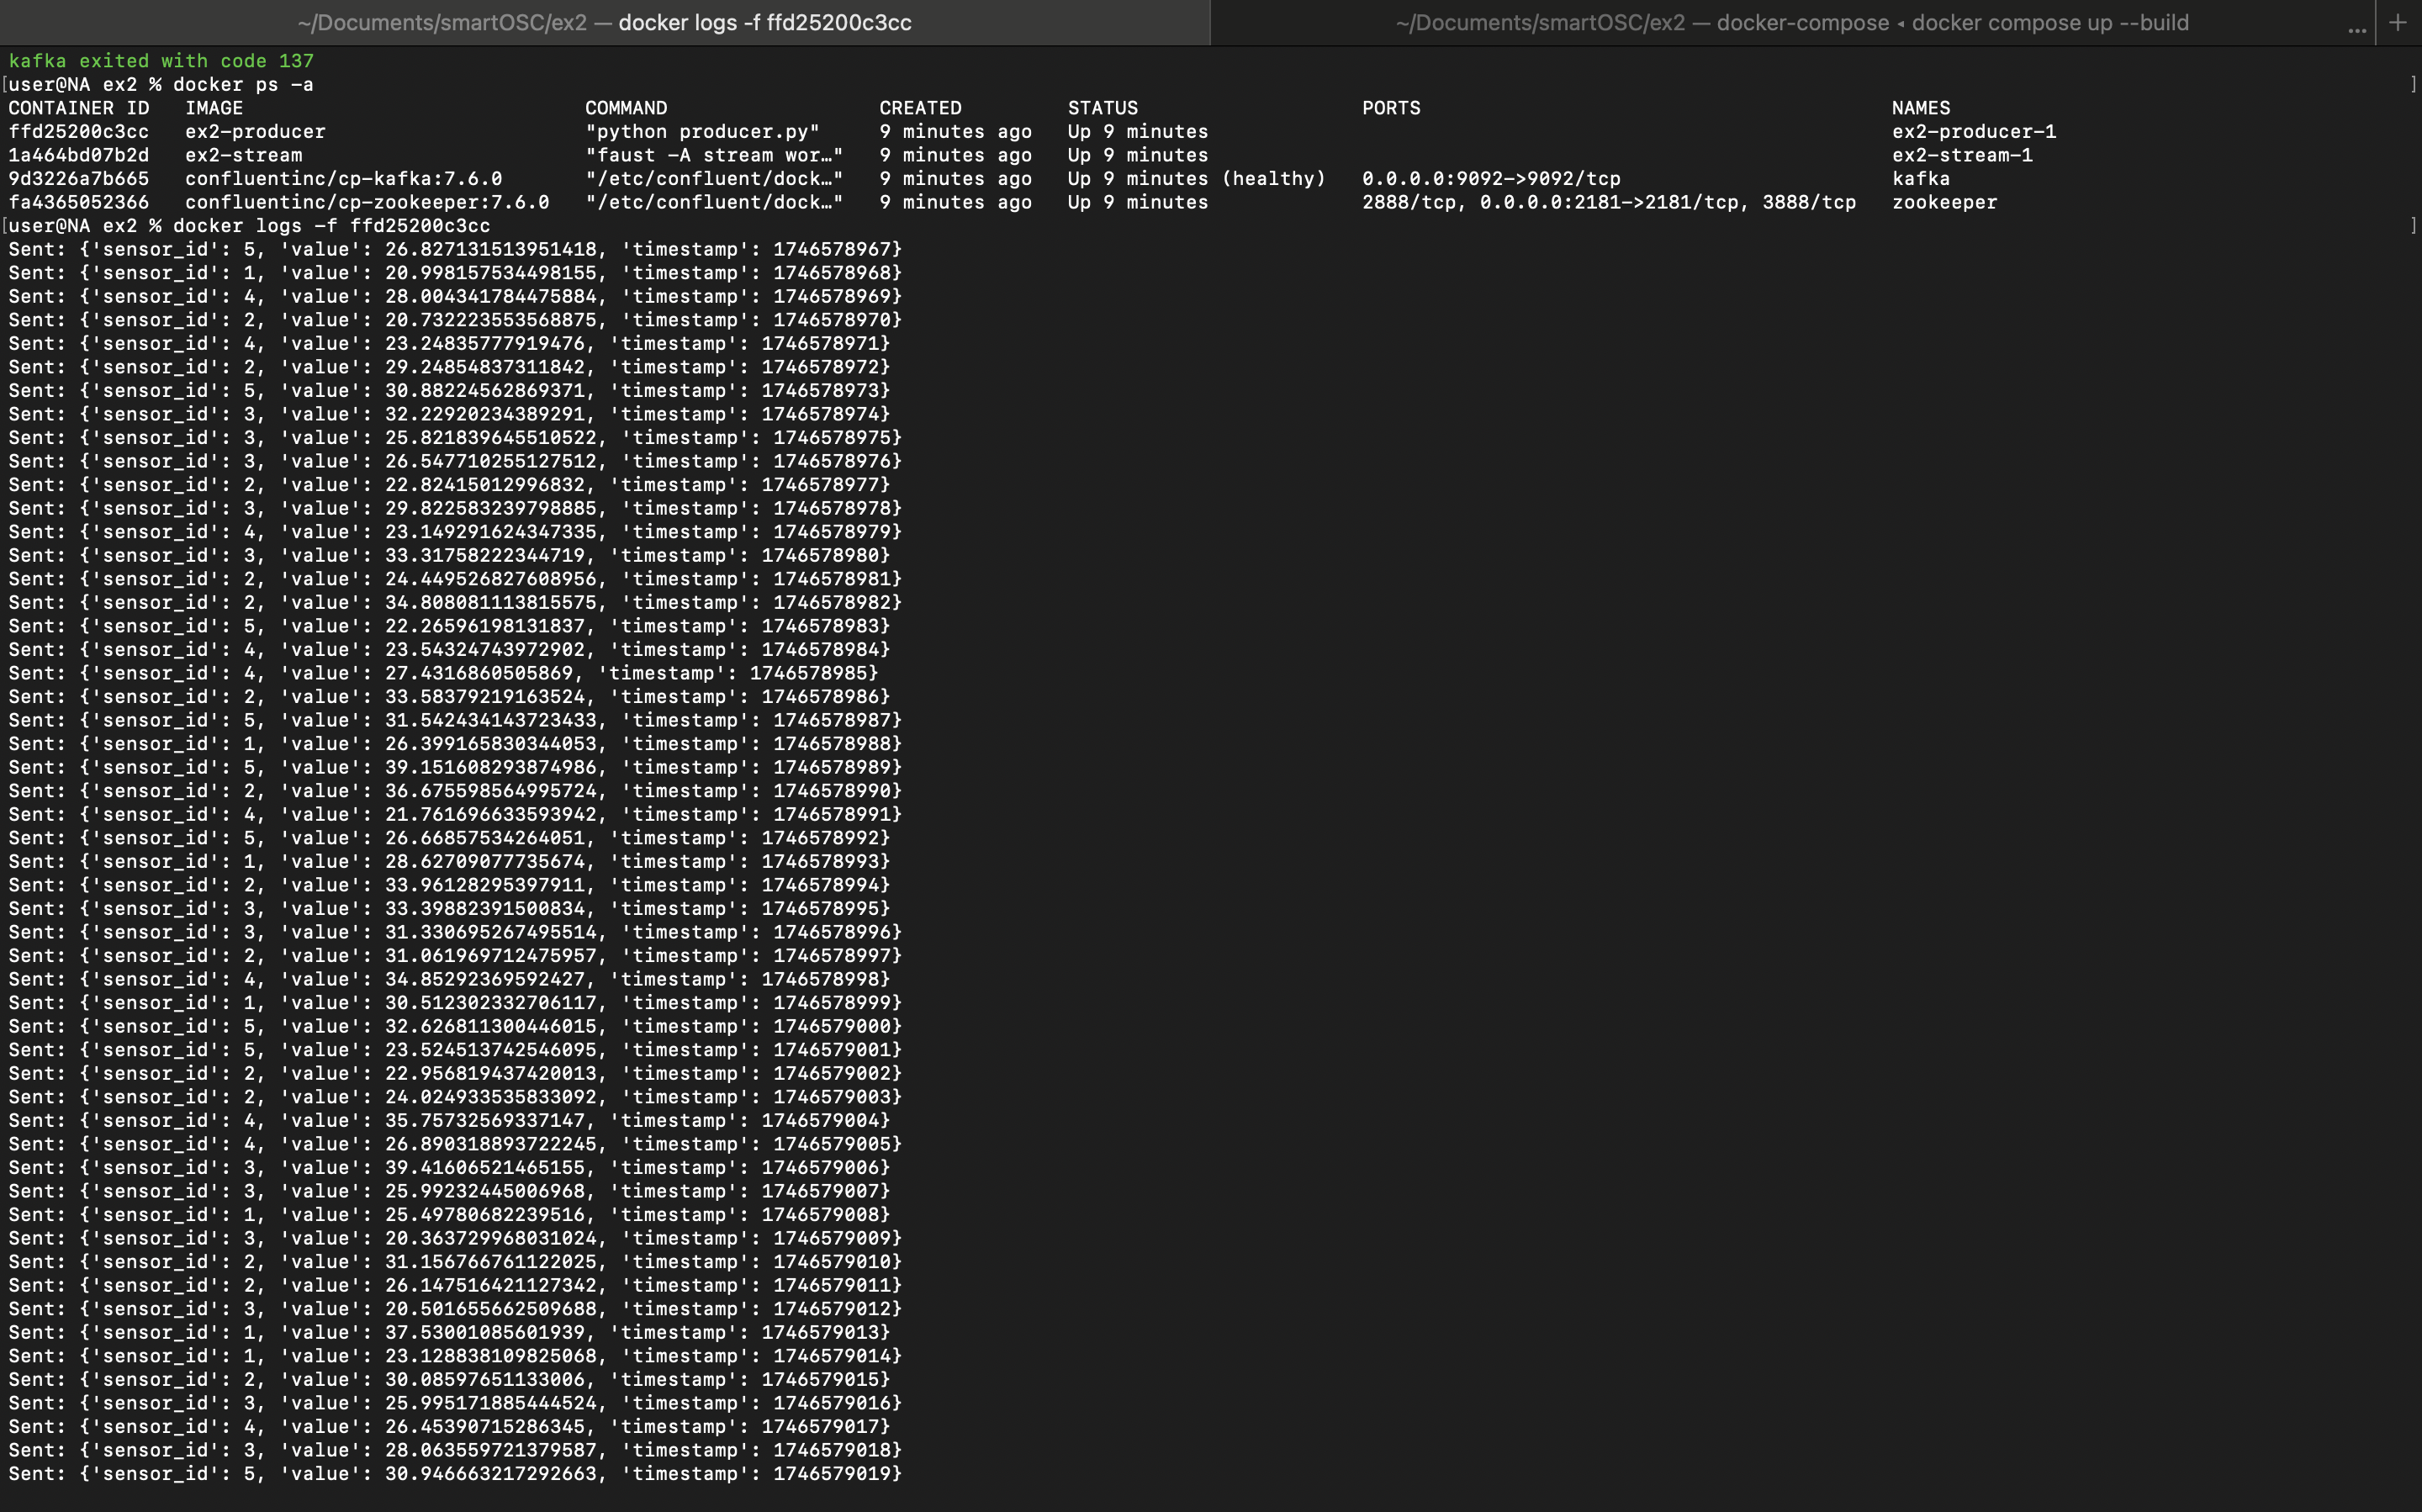 ~/Documents/smartOSC/ex2 — docker logs -f ffd25200c3cc
~/Documents/smartOSC/ex2 — docker-compose ◂ docker compose up --build
... +
kafka exited with code 137
[user@NA ex2 % docker ps -a ]
CONTAINER ID   IMAGE                             COMMAND                  CREATED         STATUS                   PORTS                                        NAMES
ffd25200c3cc   ex2-producer                      "python producer.py"     9 minutes ago   Up 9 minutes                                                          ex2-producer-1
1a464bd07b2d   ex2-stream                        "faust -A stream wor…"   9 minutes ago   Up 9 minutes                                                          ex2-stream-1
9d3226a7b665   confluentinc/cp-kafka:7.6.0       "/etc/confluent/dock…"   9 minutes ago   Up 9 minutes (healthy)   0.0.0.0:9092->9092/tcp                       kafka
fa4365052366   confluentinc/cp-zookeeper:7.6.0   "/etc/confluent/dock…"   9 minutes ago   Up 9 minutes             2888/tcp, 0.0.0.0:2181->2181/tcp, 3888/tcp   zookeeper
[user@NA ex2 % docker logs -f ffd25200c3cc ]
Sent: {'sensor_id': 5, 'value': 26.827131513951418, 'timestamp': 1746578967}
Sent: {'sensor_id': 1, 'value': 20.998157534498155, 'timestamp': 1746578968}
Sent: {'sensor_id': 4, 'value': 28.004341784475884, 'timestamp': 1746578969}
Sent: {'sensor_id': 2, 'value': 20.732223553568875, 'timestamp': 1746578970}
Sent: {'sensor_id': 4, 'value': 23.24835777919476, 'timestamp': 1746578971}
Sent: {'sensor_id': 2, 'value': 29.24854837311842, 'timestamp': 1746578972}
Sent: {'sensor_id': 5, 'value': 30.88224562869371, 'timestamp': 1746578973}
Sent: {'sensor_id': 3, 'value': 32.22920234389291, 'timestamp': 1746578974}
Sent: {'sensor_id': 3, 'value': 25.821839645510522, 'timestamp': 1746578975}
Sent: {'sensor_id': 3, 'value': 26.547710255127512, 'timestamp': 1746578976}
Sent: {'sensor_id': 2, 'value': 22.82415012996832, 'timestamp': 1746578977}
Sent: {'sensor_id': 3, 'value': 29.822583239798885, 'timestamp': 1746578978}
Sent: {'sensor_id': 4, 'value': 23.149291624347335, 'timestamp': 1746578979}
Sent: {'sensor_id': 3, 'value': 33.31758222344719, 'timestamp': 1746578980}
Sent: {'sensor_id': 2, 'value': 24.449526827608956, 'timestamp': 1746578981}
Sent: {'sensor_id': 2, 'value': 34.808081113815575, 'timestamp': 1746578982}
Sent: {'sensor_id': 5, 'value': 22.26596198131837, 'timestamp': 1746578983}
Sent: {'sensor_id': 4, 'value': 23.54324743972902, 'timestamp': 1746578984}
Sent: {'sensor_id': 4, 'value': 27.4316860505869, 'timestamp': 1746578985}
Sent: {'sensor_id': 2, 'value': 33.58379219163524, 'timestamp': 1746578986}
Sent: {'sensor_id': 5, 'value': 31.542434143723433, 'timestamp': 1746578987}
Sent: {'sensor_id': 1, 'value': 26.399165830344053, 'timestamp': 1746578988}
Sent: {'sensor_id': 5, 'value': 39.151608293874986, 'timestamp': 1746578989}
Sent: {'sensor_id': 2, 'value': 36.675598564995724, 'timestamp': 1746578990}
Sent: {'sensor_id': 4, 'value': 21.761696633593942, 'timestamp': 1746578991}
Sent: {'sensor_id': 5, 'value': 26.66857534264051, 'timestamp': 1746578992}
Sent: {'sensor_id': 1, 'value': 28.62709077735674, 'timestamp': 1746578993}
Sent: {'sensor_id': 2, 'value': 33.96128295397911, 'timestamp': 1746578994}
Sent: {'sensor_id': 3, 'value': 33.39882391500834, 'timestamp': 1746578995}
Sent: {'sensor_id': 3, 'value': 31.330695267495514, 'timestamp': 1746578996}
Sent: {'sensor_id': 2, 'value': 31.061969712475957, 'timestamp': 1746578997}
Sent: {'sensor_id': 4, 'value': 34.85292369592427, 'timestamp': 1746578998}
Sent: {'sensor_id': 1, 'value': 30.512302332706117, 'timestamp': 1746578999}
Sent: {'sensor_id': 5, 'value': 32.626811300446015, 'timestamp': 1746579000}
Sent: {'sensor_id': 5, 'value': 23.524513742546095, 'timestamp': 1746579001}
Sent: {'sensor_id': 2, 'value': 22.956819437420013, 'timestamp': 1746579002}
Sent: {'sensor_id': 2, 'value': 24.024933535833092, 'timestamp': 1746579003}
Sent: {'sensor_id': 4, 'value': 35.75732569337147, 'timestamp': 1746579004}
Sent: {'sensor_id': 4, 'value': 26.890318893722245, 'timestamp': 1746579005}
Sent: {'sensor_id': 3, 'value': 39.41606521465155, 'timestamp': 1746579006}
Sent: {'sensor_id': 3, 'value': 25.99232445006968, 'timestamp': 1746579007}
Sent: {'sensor_id': 1, 'value': 25.49780682239516, 'timestamp': 1746579008}
Sent: {'sensor_id': 3, 'value': 20.363729968031024, 'timestamp': 1746579009}
Sent: {'sensor_id': 2, 'value': 31.156766761122025, 'timestamp': 1746579010}
Sent: {'sensor_id': 2, 'value': 26.147516421127342, 'timestamp': 1746579011}
Sent: {'sensor_id': 3, 'value': 20.501655662509688, 'timestamp': 1746579012}
Sent: {'sensor_id': 1, 'value': 37.53001085601939, 'timestamp': 1746579013}
Sent: {'sensor_id': 1, 'value': 23.128838109825068, 'timestamp': 1746579014}
Sent: {'sensor_id': 2, 'value': 30.08597651133006, 'timestamp': 1746579015}
Sent: {'sensor_id': 3, 'value': 25.995171885444524, 'timestamp': 1746579016}
Sent: {'sensor_id': 4, 'value': 26.45390715286345, 'timestamp': 1746579017}
Sent: {'sensor_id': 3, 'value': 28.063559721379587, 'timestamp': 1746579018}
Sent: {'sensor_id': 5, 'value': 30.946663217292663, 'timestamp': 1746579019}